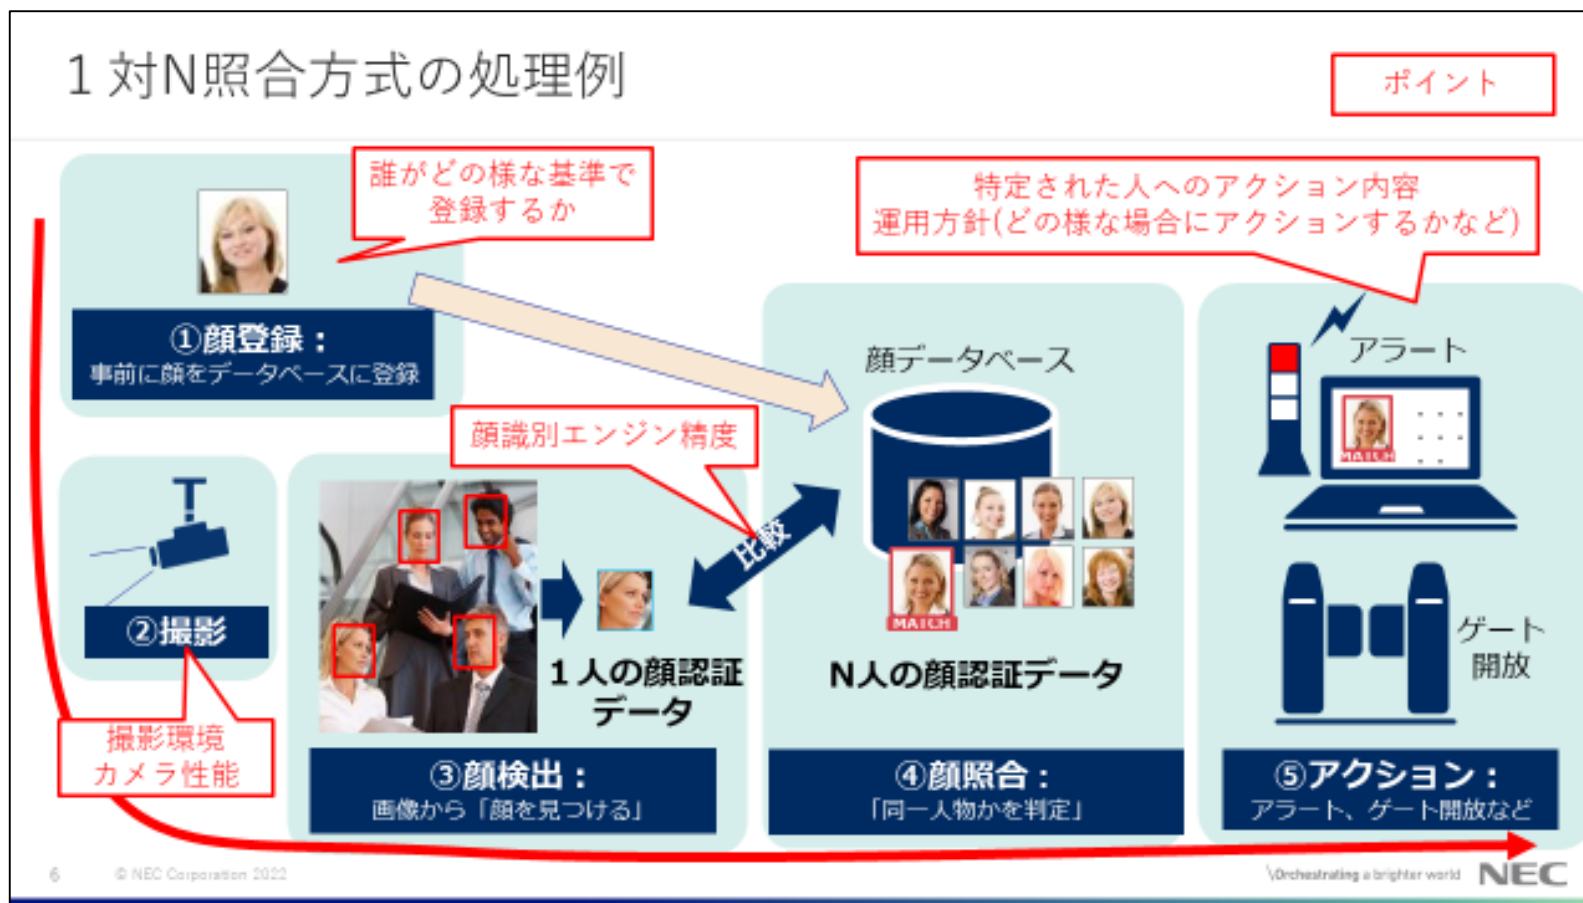 1対N照合方式の処理例
ポイント
誰がどの様な基準で
登録するか
特定された人へのアクション内容
運用方針(どの様な場合にアクションするかなど)
①顔登録：
事前に顔をデータベースに登録
顔データベース
アラート
MATCH
顔識別エンジン精度
比較
②撮影
MATCH
ゲート
開放
1人の顔認証
データ
N人の顔認証データ
撮影環境
カメラ性能
③顔検出：
画像から「顔を見つける」
④顔照合：
「同一人物かを判定」
⑤アクション：
アラート、ゲート開放など
6
© NEC Corporation 2022
\Orchestrating a brighter world
NEC